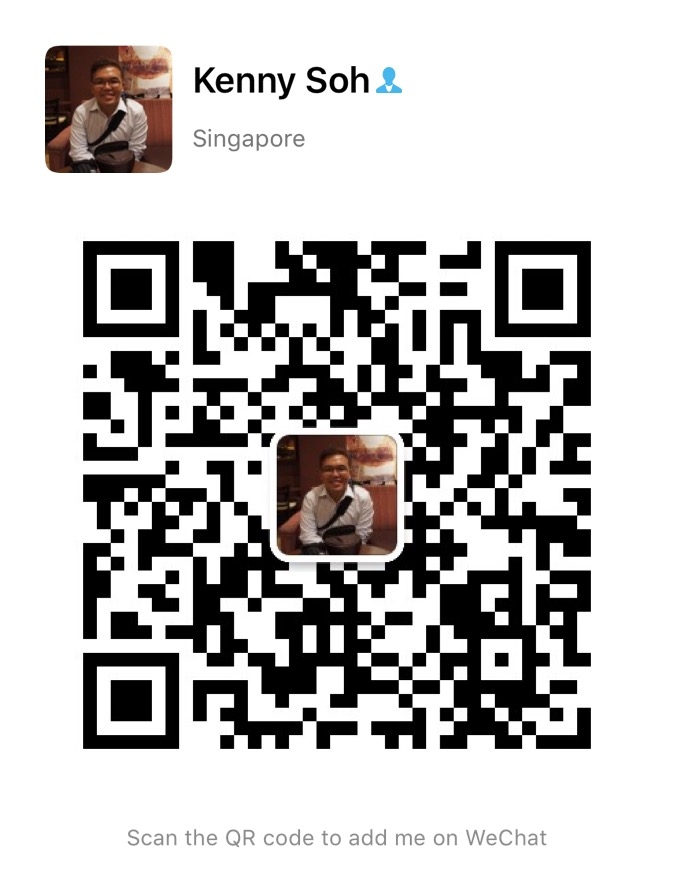 Kenny Soh
Singapore
Scan the QR code to add me on WeChat